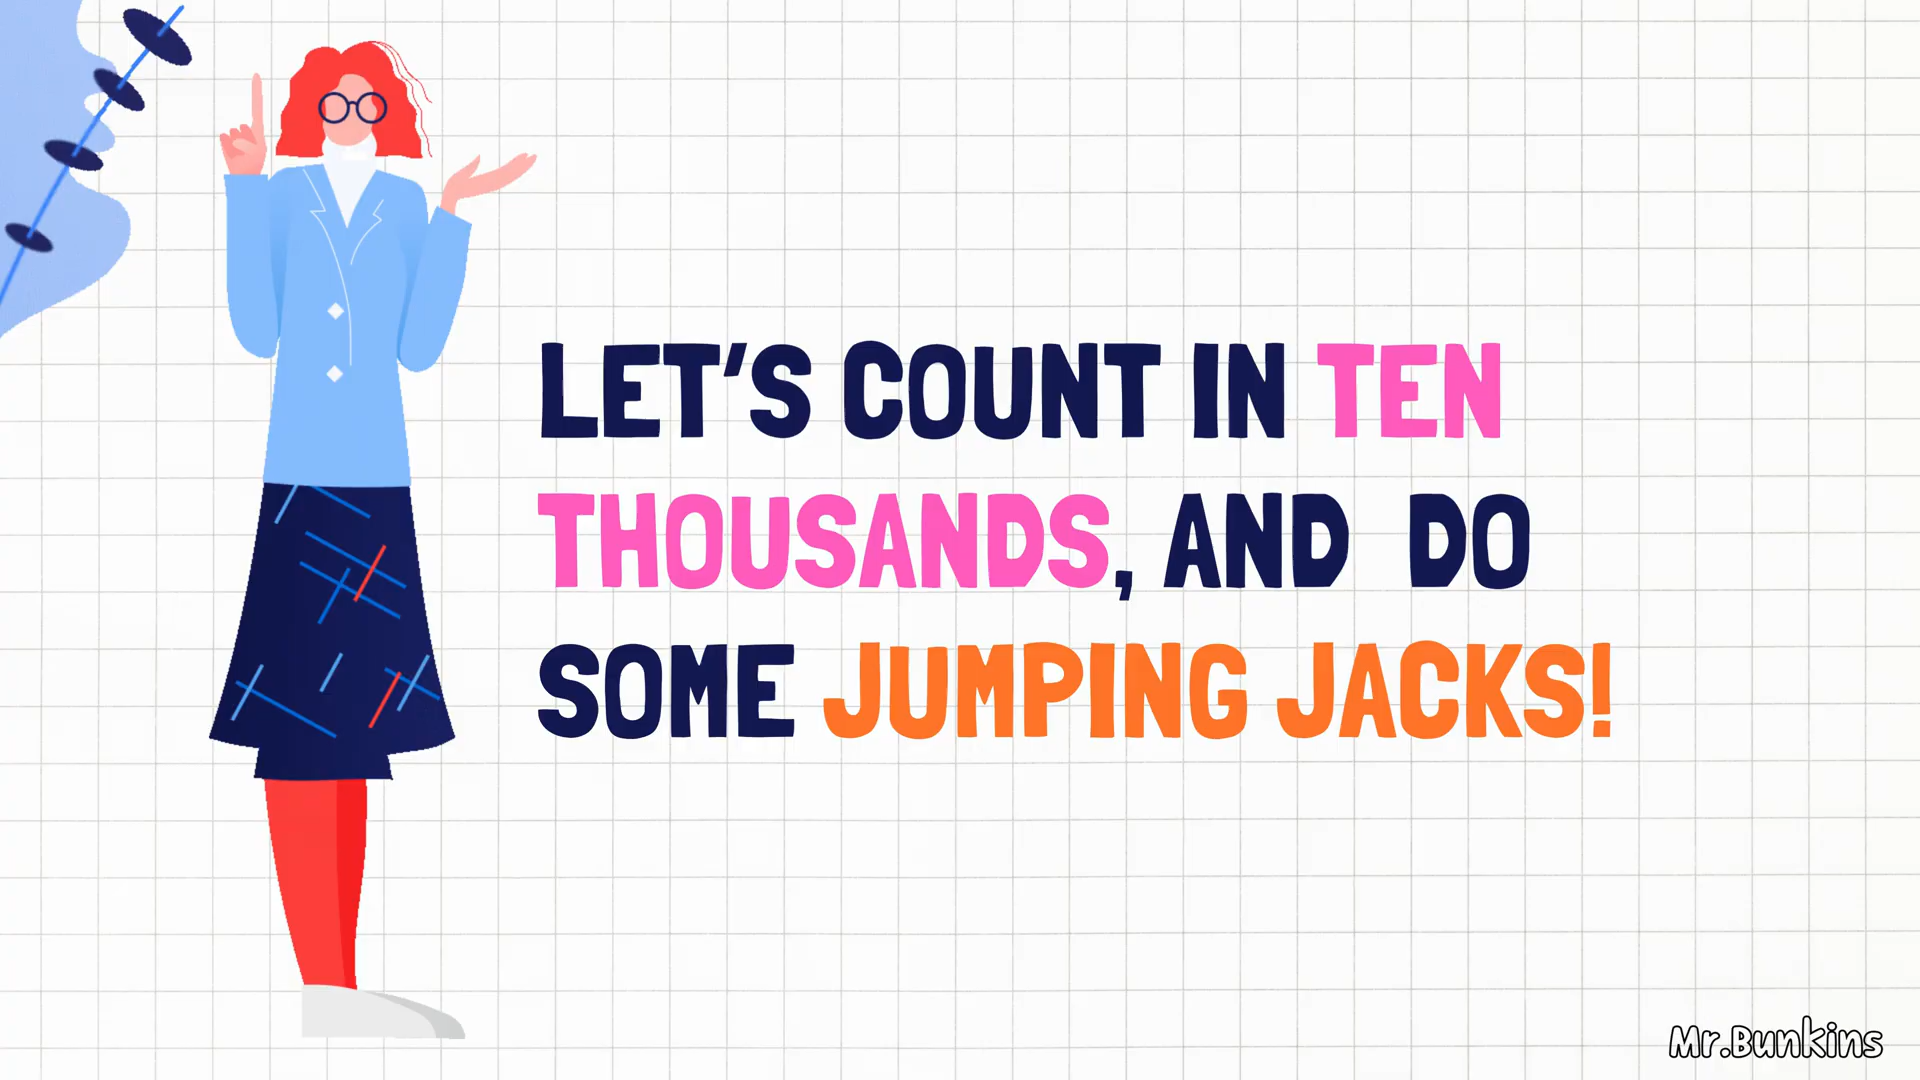 LET'S COUNT IN TEN
THOUSANDS, AND DO
SOME JUMPING JACKS!
Mr.Bunkins